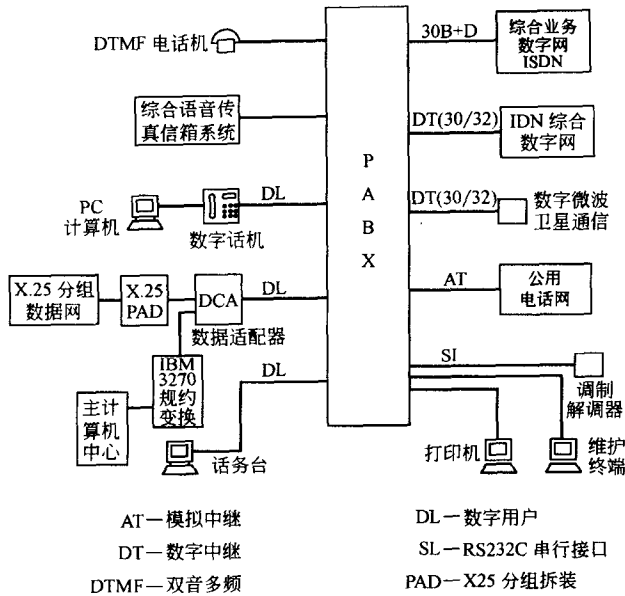 DTMF 电话机
综合语音传
真信箱系统
PC
计算机
数字话机
DL
X.25 分组
数据网
X.25
PAD
DCA
DL
数据适配器
IBM
3270
规约
变换
主计
算机
中心
DL
话务台
P
A
B
X
30B+D
综合业务
数字网
ISDN
DT(30/32)
IDN 综合
数字网
DT(30/32)
数字微波
卫星通信
AT
公用
电话网
SI
调制
解调器
打印机
维护
终端
AT—模拟中继
DT—数字中继
DTMF—双音多频
DL—数字用户
SL—RS232C 串行接口
PAD—X25 分组拆装